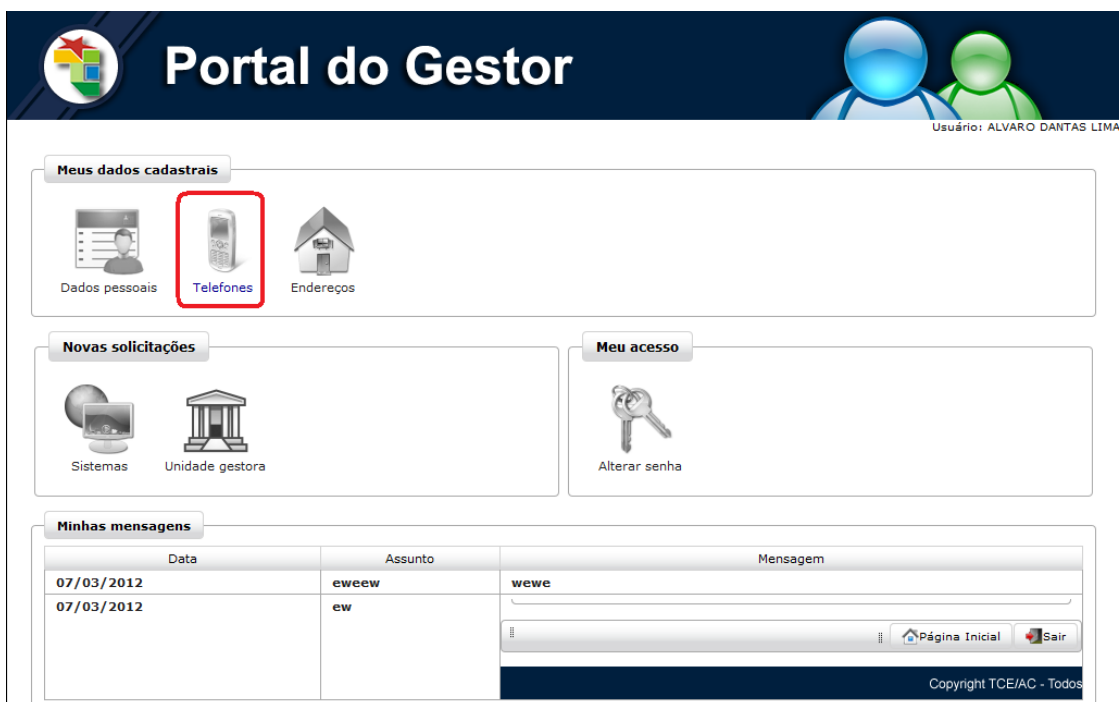 Portal do Gestor
Usuário: ALVARO DANTAS LIMA
Meus dados cadastrais
Dados pessoais
Telefones
Endereços
Novas solicitações
Meu acesso
Sistemas
Unidade gestora
Alterar senha
Minhas mensagens
Data Assunto Mensagem
07/03/2012 eweew wewe
07/03/2012 ew
Página Inicial Sair
Copyright TCE/AC - Todos